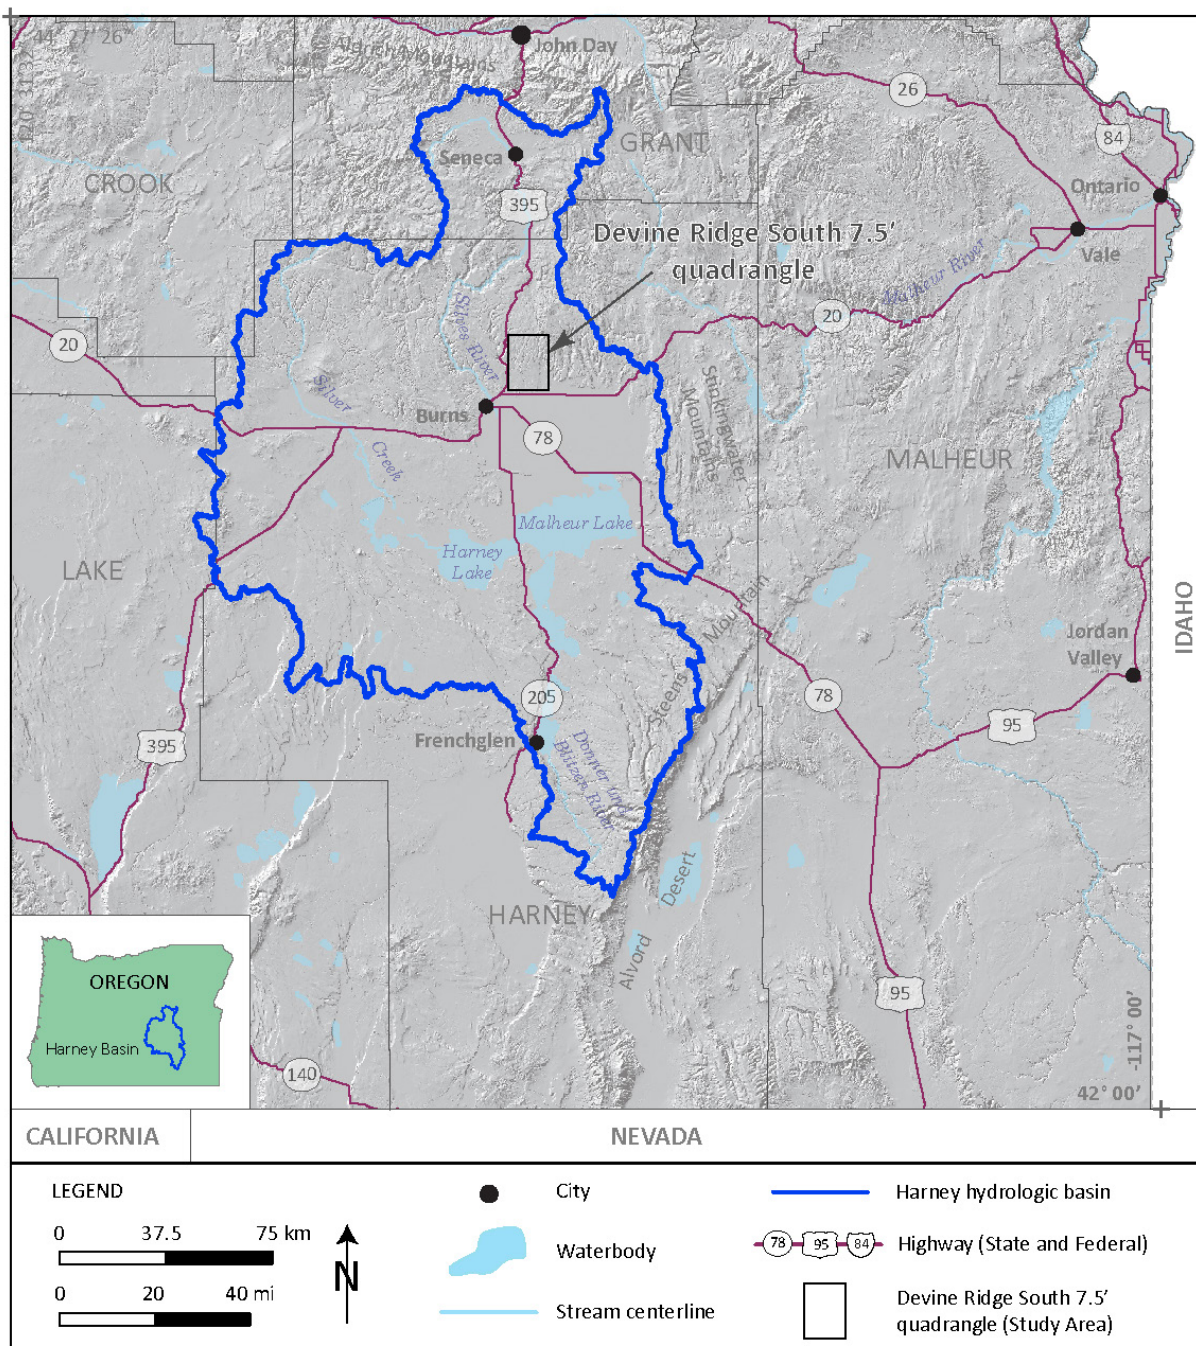 44° 27' 26"
120° 31' 32"
John Day
Aldrich Mountains
26
84
GRANT
Seneca
CROOK
Ontario
395
Devine Ridge South 7.5'
quadrangle
Vale
Malheur River
Silvies River
20
20
Silver
Stinkingwater
Mountains
Burns
78
Creek
MALHEUR
Malheur Lake
Harney
Lake
LAKE
IDAHO
Steens Mountain
Jordan
Valley
205
78
95
395
Frenchglen
Donner und
Blitzen River
Alvord Desert
HARNEY
OREGON
Harney Basin
95
-117° 00'
42° 00'
140
CALIFORNIA
NEVADA
LEGEND
City
Harney hydrologic basin
0 37.5 75 km
N
Waterbody
78 95 84
Highway (State and Federal)
0 20 40 mi
Stream centerline
Devine Ridge South 7.5'
quadrangle (Study Area)